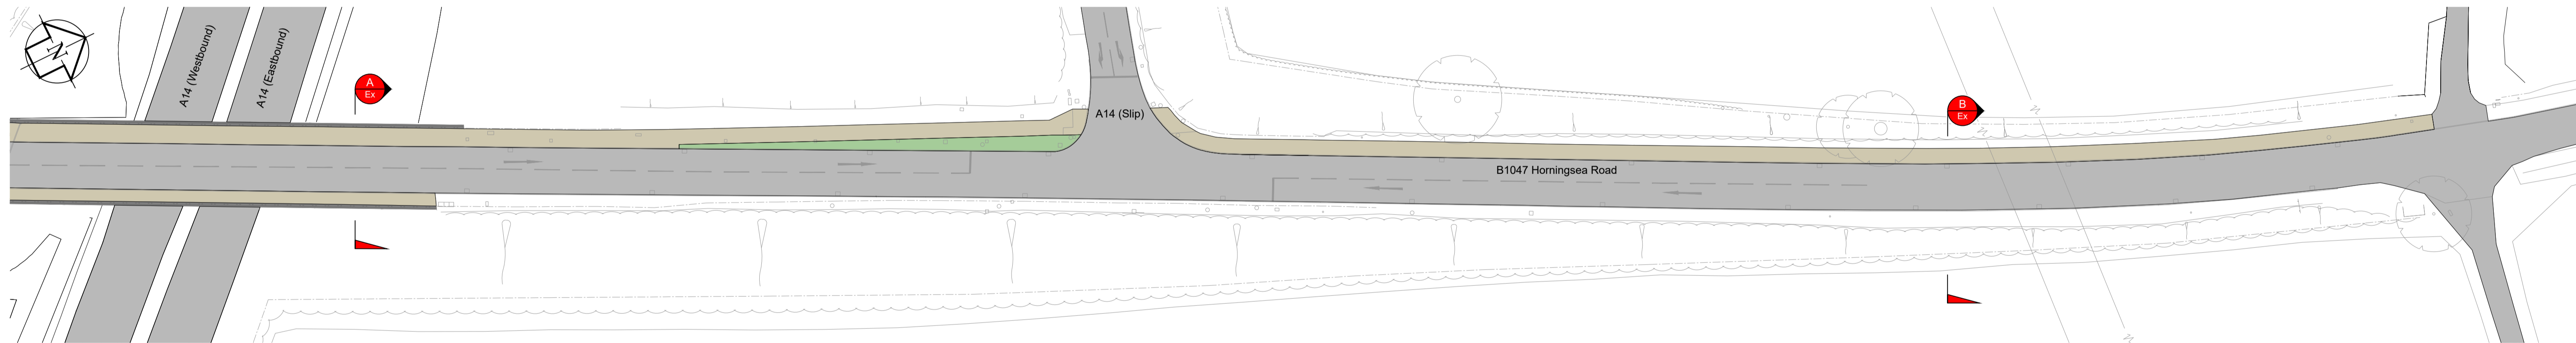 N
A14 (Westbound)
A14 (Eastbound)
A
Ex
A14 (Slip)
B
Ex
B1047 Horningsea Road